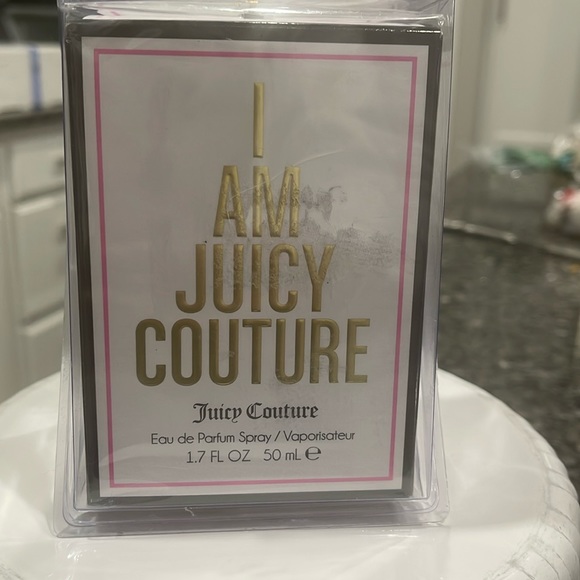 I
AM
JUICY
COUTURE
Juicy Couture
Eau de Parfum Spray / Vaporisateur
1.7 FL OZ 50 mL ℮